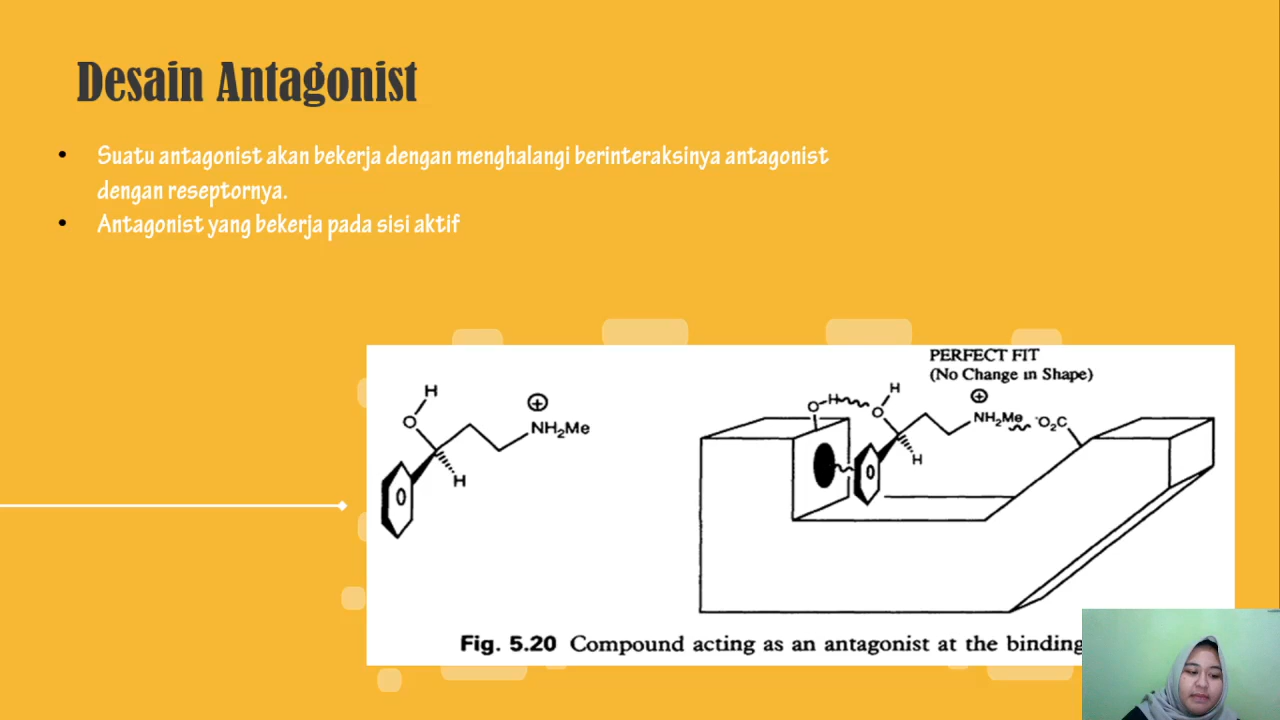 Desain Antagonist
• Suatu antagonist akan bekerja dengan menghalangi berinteraksinya antagonist
dengan reseptornya.
• Antagonist yang bekerja pada sisi aktif
PERFECT FIT
(No Change in Shape)
H
O
H
⊕
NH₂Me
O
O-H
H
O
H
⊕
NH₂Me
⁻O₂C
O
Fig. 5.20 Compound acting as an antagonist at the binding